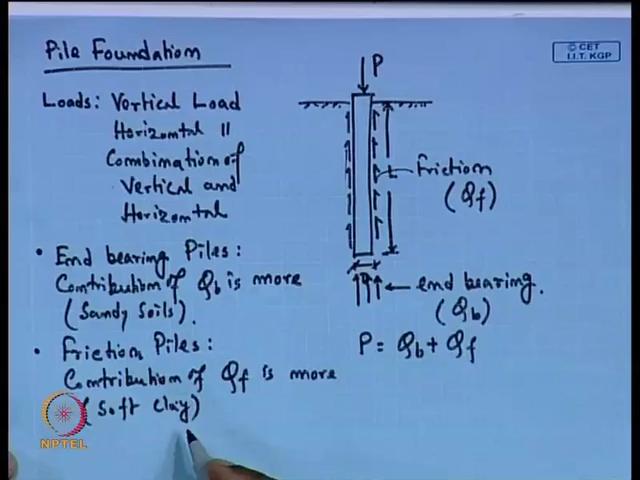 Pile Foundation
© CET
I.I.T. KGP
Loads: Vertical Load
Horizontal "
Combination of
Vertical and
Horizontal
• End bearing Piles:
Contribution of Qb is more
(Sandy Soils).
• Friction Piles:
Contribution of Qf is more
(Soft Clay)
P
friction
(Qf)
end bearing.
(Qb)
P = Qb + Qf
NPTEL